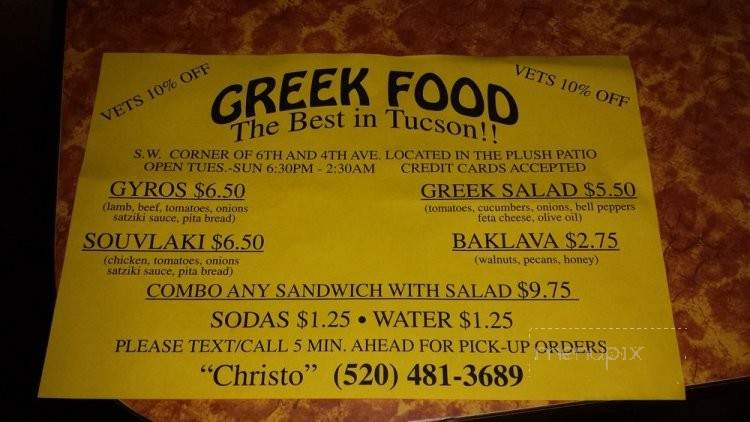 VETS 10% OFF
VETS 10% OFF
GREEK FOOD
The Best in Tucson!!
S.W. CORNER OF 6TH AND 4TH AVE. LOCATED IN THE PLUSH PATIO
OPEN TUES.-SUN 6:30PM - 2:30AM CREDIT CARDS ACCEPTED
GYROS $6.50
(lamb, beef, tomatoes, onions
satziki sauce, pita bread)
GREEK SALAD $5.50
(tomatoes, cucumbers, onions, bell peppers
feta cheese, olive oil)
SOUVLAKI $6.50
(chicken, tomatoes, onions
satziki sauce, pita bread)
BAKLAVA $2.75
(walnuts, pecans, honey)
COMBO ANY SANDWICH WITH SALAD $9.75
SODAS $1.25 • WATER $1.25
PLEASE TEXT/CALL 5 MIN. AHEAD FOR PICK-UP ORDERS
menupix
"Christo" (520) 481-3689